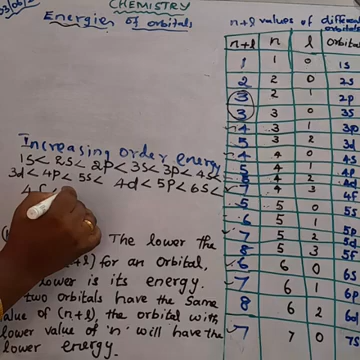 CHEMISTRY
Energies of orbitals
Increasing order energy
1s< 2s< 2p < 3s< 3p< 4s<
3d< 4p< 5s< 4d < 5p< 6s<
4f
The lower the
(n+l) for an orbital,
lower is its energy.
two orbitals have the same
value of (n+l), the orbital with
lower value of 'n' will have the
lower energy.
n+l values of different
orbitals
n+l n l Orbitals
1 1 0 1s
2 2 0 2s
3 2 1 2p
3 3 0 3s
4 3 1 3p
5 3 2 3d
4 4 0 4s
5 4 1 4p
4 2 4d
7 4 3 4f
5 5 0 5s
6 5 1 5p
7 5 2 5d
8 5 3 5f
6 6 0 6s
7 6 1 6p
8 6 2 6d
7 7 0 7s